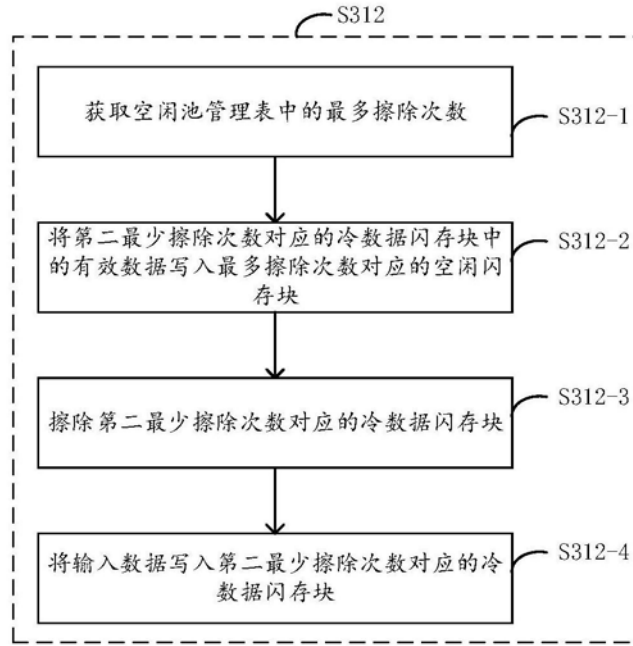 S312
获取空闲池管理表中的最多擦除次数
S312-1
将第二最少擦除次数对应的冷数据闪存块中
的有效数据写入最多擦除次数对应的空闲闪
存块
S312-2
擦除第二最少擦除次数对应的冷数据闪存块
S312-3
将输入数据写入第二最少擦除次数对应的冷
数据闪存块
S312-4